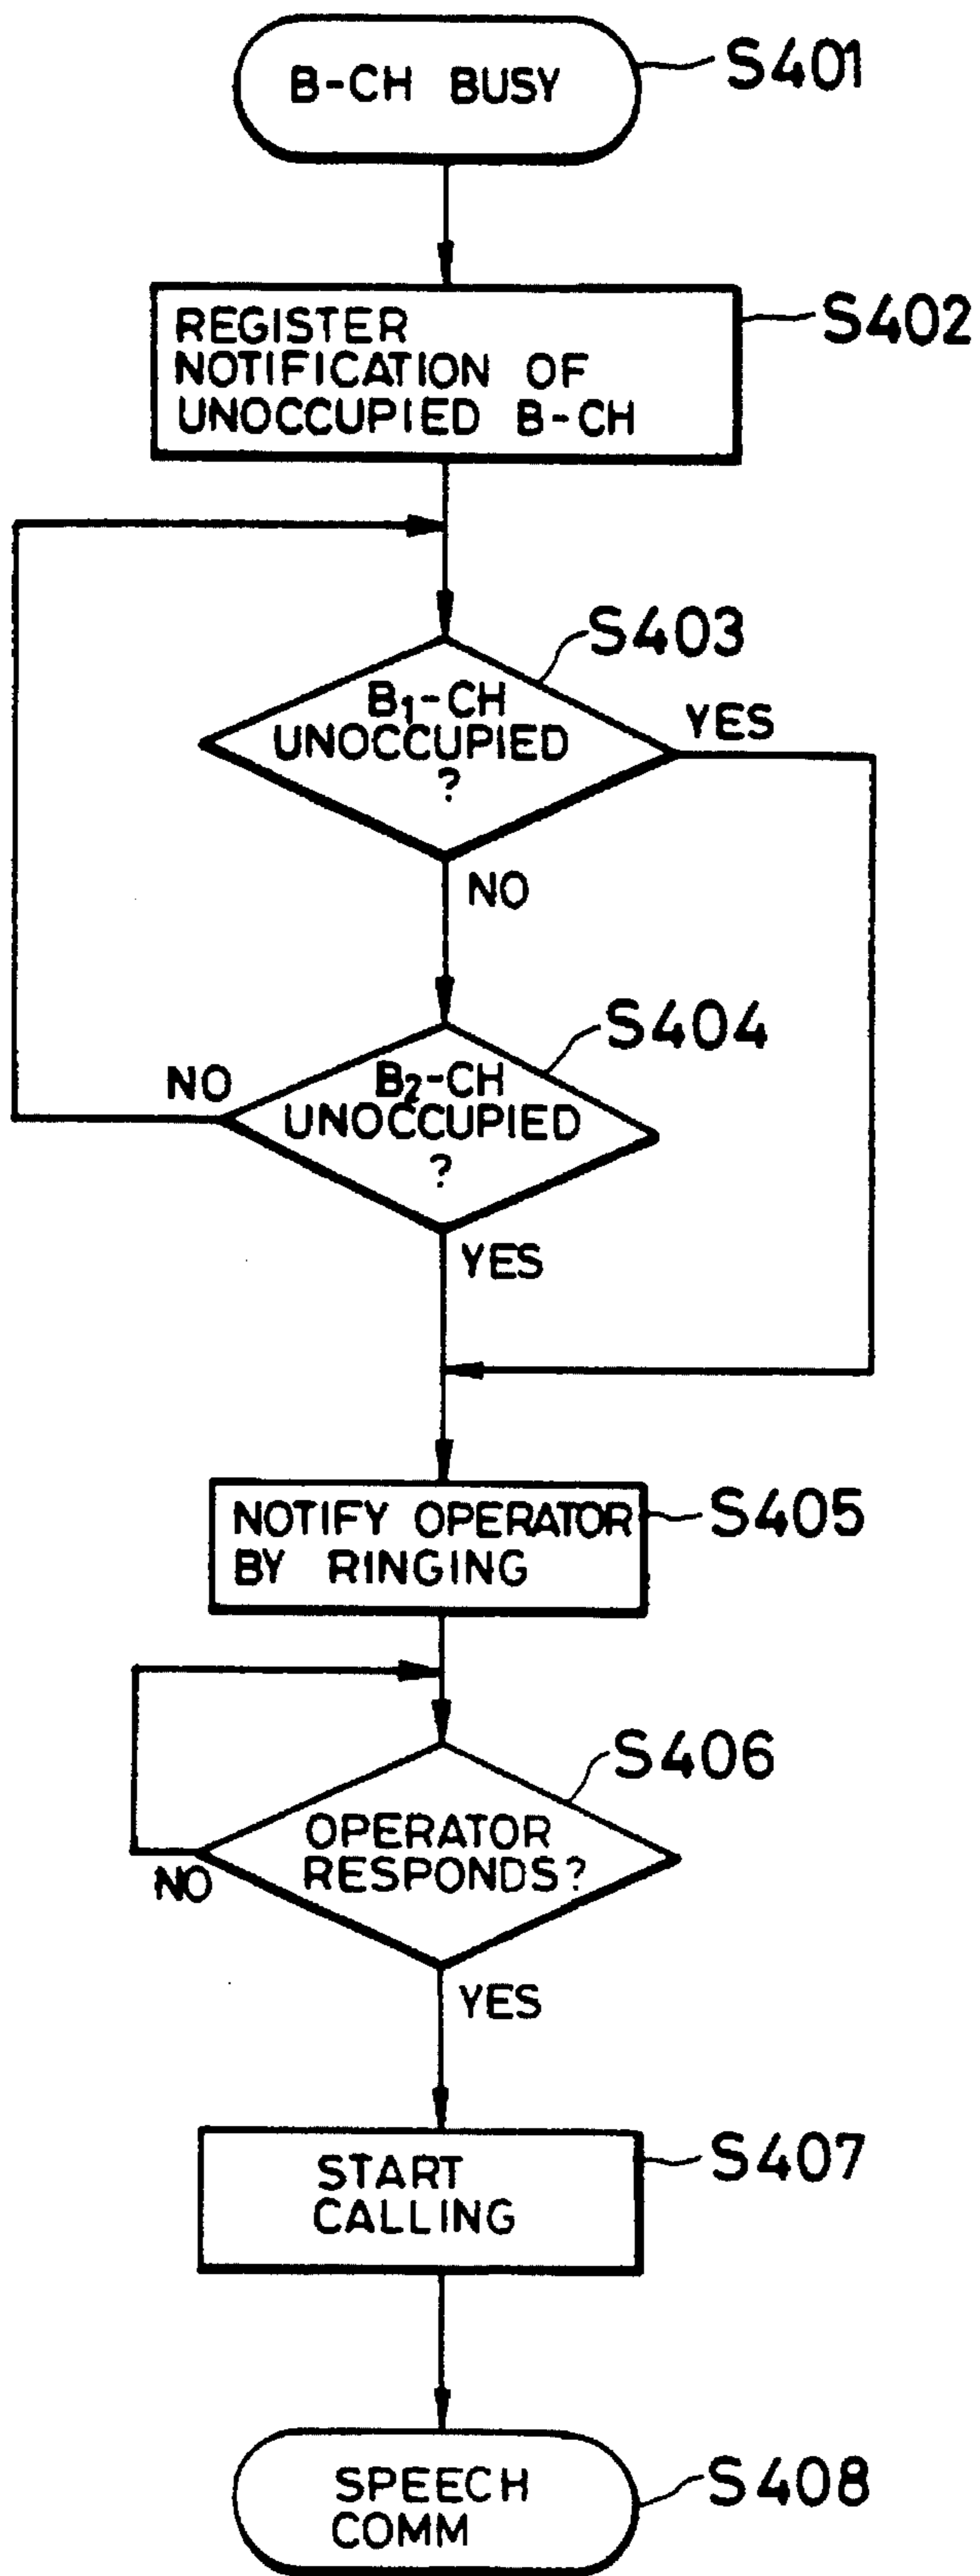 B-CH BUSY
S401
REGISTER
NOTIFICATION OF
UNOCCUPIED B-CH
S402
S403
B1-CH
UNOCCUPIED
?
YES
NO
S404
B2-CH
UNOCCUPIED
?
NO
YES
NOTIFY OPERATOR
BY RINGING
S405
S406
OPERATOR
RESPONDS?
NO
YES
START
CALLING
S407
SPEECH
COMM
S408